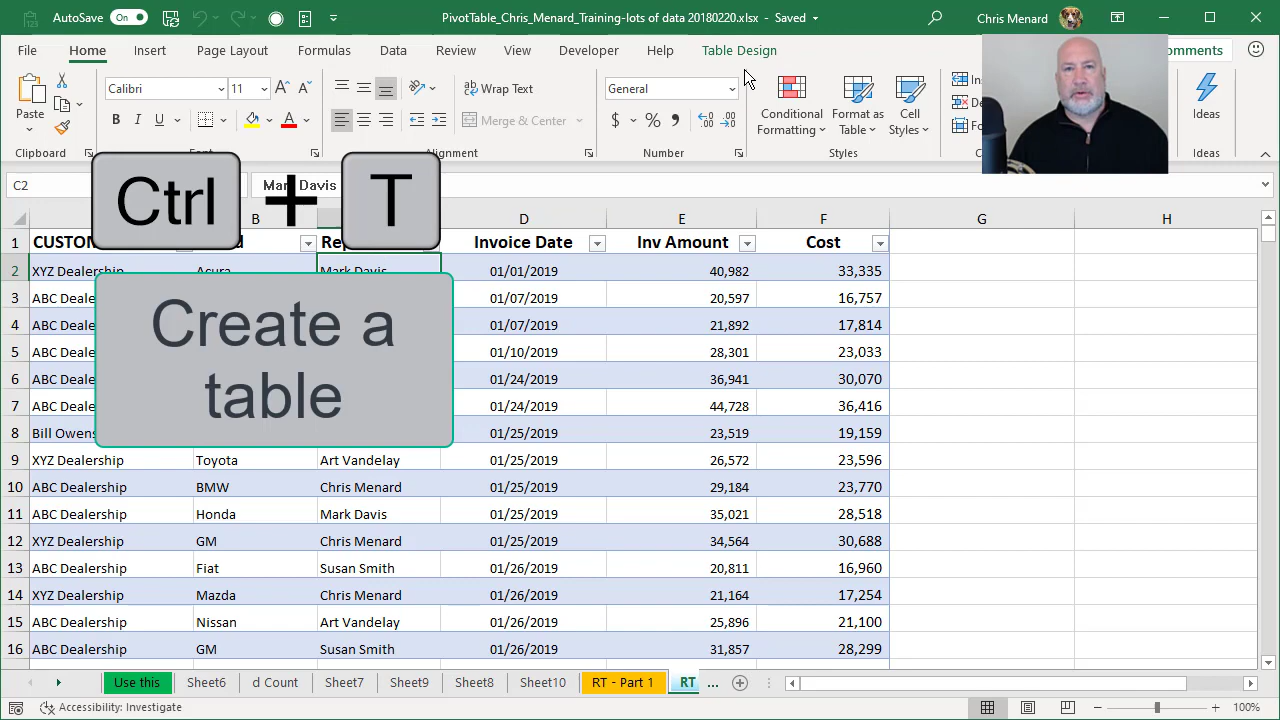 AutoSave On PivotTable_Chris_Menard_Training-lots of data 20180220.xlsx - Saved Chris Menard
File Home Insert Page Layout Formulas Data Review View Developer Help Table Design omments
Calibri 11 Wrap Text General Ins
Paste Merge & Center $ % Conditional Formatting Format as Table Cell Styles De Fo Ideas
Clipboard Alignment Number Styles Ideas
C2 Mark Davis
Ctrl + T
B D E F G H
1 CUSTOM Invoice Date Inv Amount Cost
2 XYZ Dealership Acura Mark Davis 01/01/2019 40,982 33,335
3 ABC Deale 01/07/2019 20,597 16,757
4 ABC Deale 01/07/2019 21,892 17,814
5 ABC Deale 01/10/2019 28,301 23,033
6 ABC Deale 01/24/2019 36,941 30,070
7 ABC Deale 01/24/2019 44,728 36,416
8 Bill Owens 01/25/2019 23,519 19,159
Create a
table
9 XYZ Dealership Toyota Art Vandelay 01/25/2019 26,572 23,596
10 ABC Dealership BMW Chris Menard 01/25/2019 29,184 23,770
11 ABC Dealership Honda Mark Davis 01/25/2019 35,021 28,518
12 XYZ Dealership GM Chris Menard 01/25/2019 34,564 30,688
13 ABC Dealership Fiat Susan Smith 01/26/2019 20,811 16,960
14 XYZ Dealership Mazda Chris Menard 01/26/2019 21,164 17,254
15 ABC Dealership Nissan Art Vandelay 01/26/2019 25,896 21,100
16 ABC Dealership GM Susan Smith 01/26/2019 31,857 28,299
Use this Sheet6 d Count Sheet7 Sheet9 Sheet8 Sheet10 RT - Part 1 RT ...
Accessibility: Investigate 100%